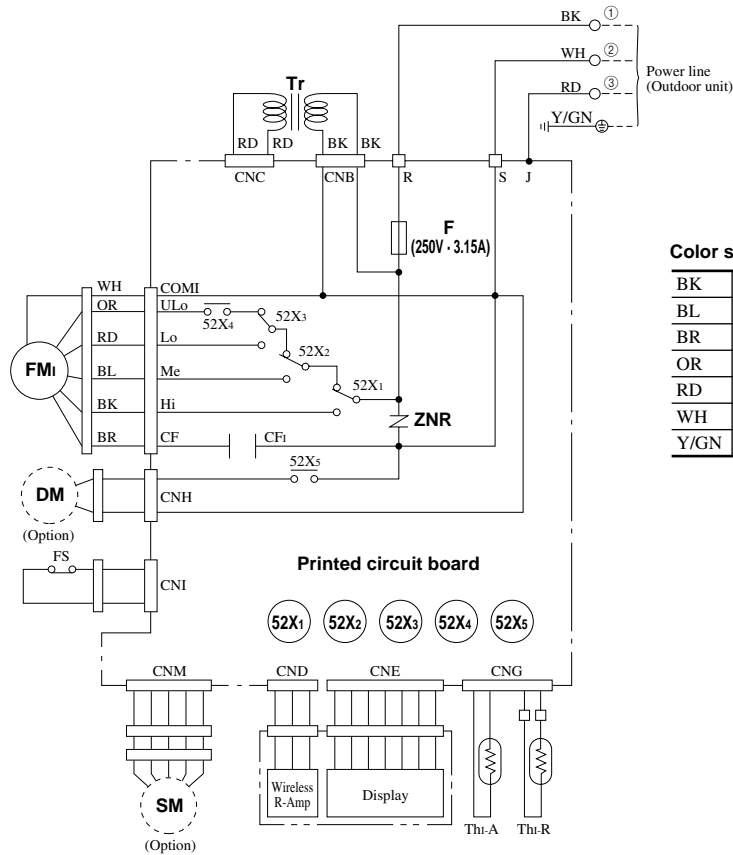 BK ①
WH ②
RD ③
Y/GN
Power line
(Outdoor unit)
Tr
RD RD BK BK
CNC CNB R S J
F
(250V · 3.15A)
Color s
BK
BL
BR
OR
RD
WH
Y/GN
WH COMI
OR ULo
52X4 52X3
RD Lo
52X2
FMI
BL Me
52X1
BK Hi
ZNR
BR CF CFI
52X5
DM
CNH
(Option)
FS
CNI
Printed circuit board
52X1 52X2 52X3 52X4 52X5
CNM CND CNE CNG
Wireless
R-Amp
Display
SM
ThI-A ThI-R
(Option)